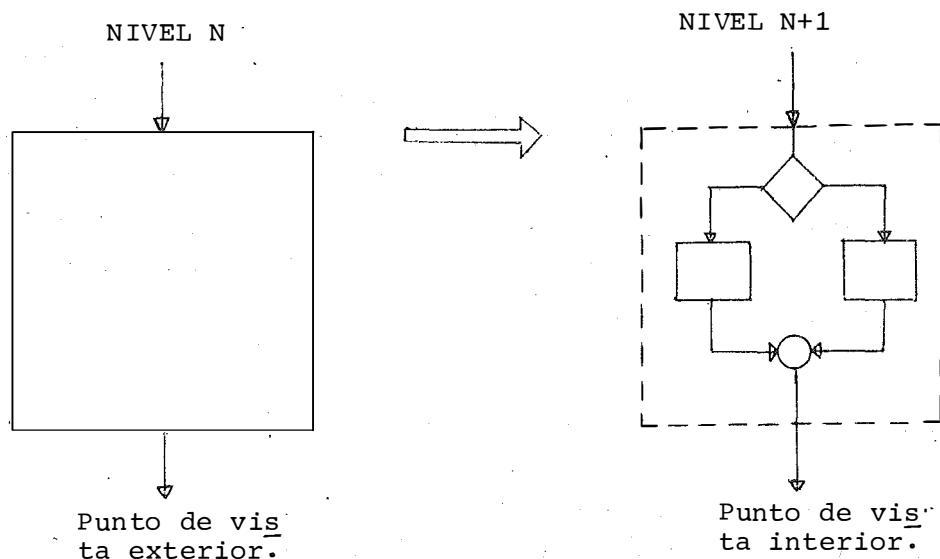 NIVEL N
NIVEL N+1
Punto de vis
ta exterior.
Punto de vis
ta interior.